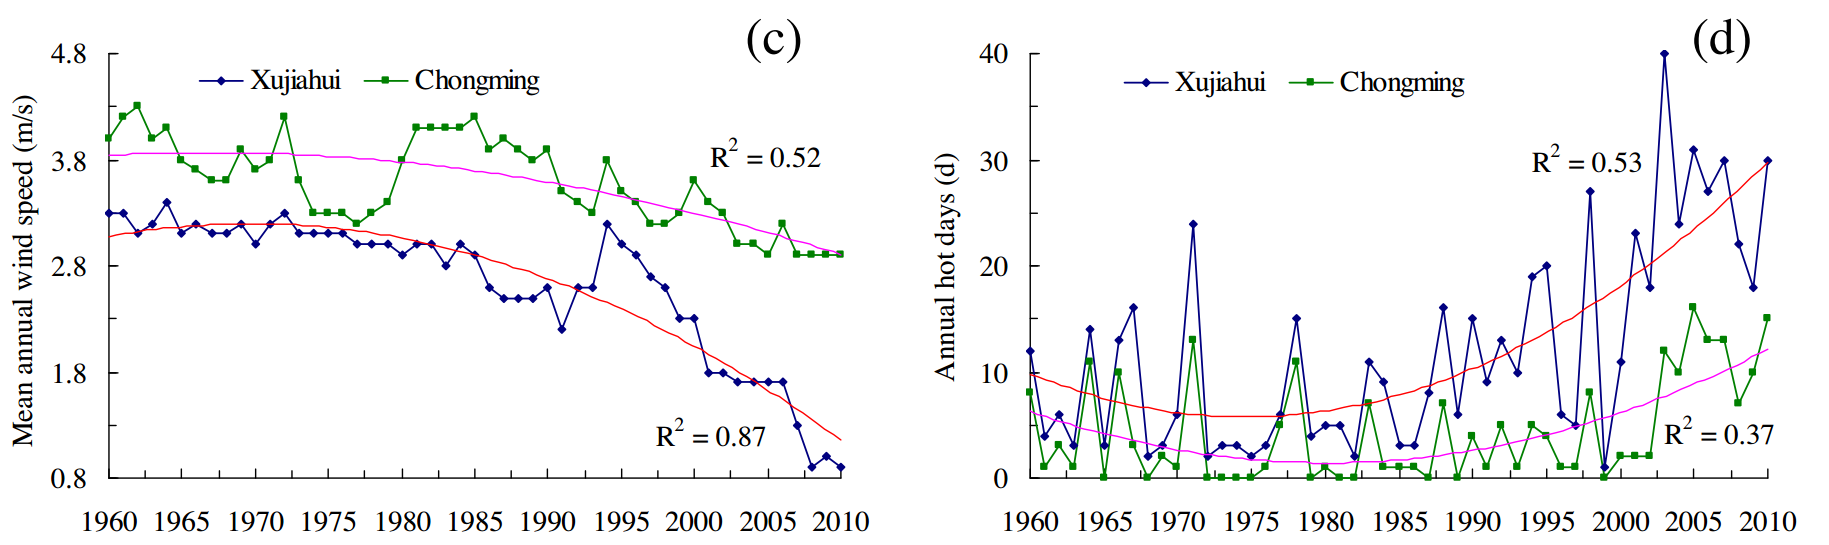 (c)
Xujiahui
Chongming
R² = 0.52
R² = 0.87
Mean annual wind speed (m/s)
4.8
3.8
2.8
1.8
0.8
1960 1965 1970 1975 1980 1985 1990 1995 2000 2005 2010
(d)
Xujiahui
Chongming
R² = 0.53
R² = 0.37
Annual hot days (d)
40
30
20
10
0
1960 1965 1970 1975 1980 1985 1990 1995 2000 2005 2010